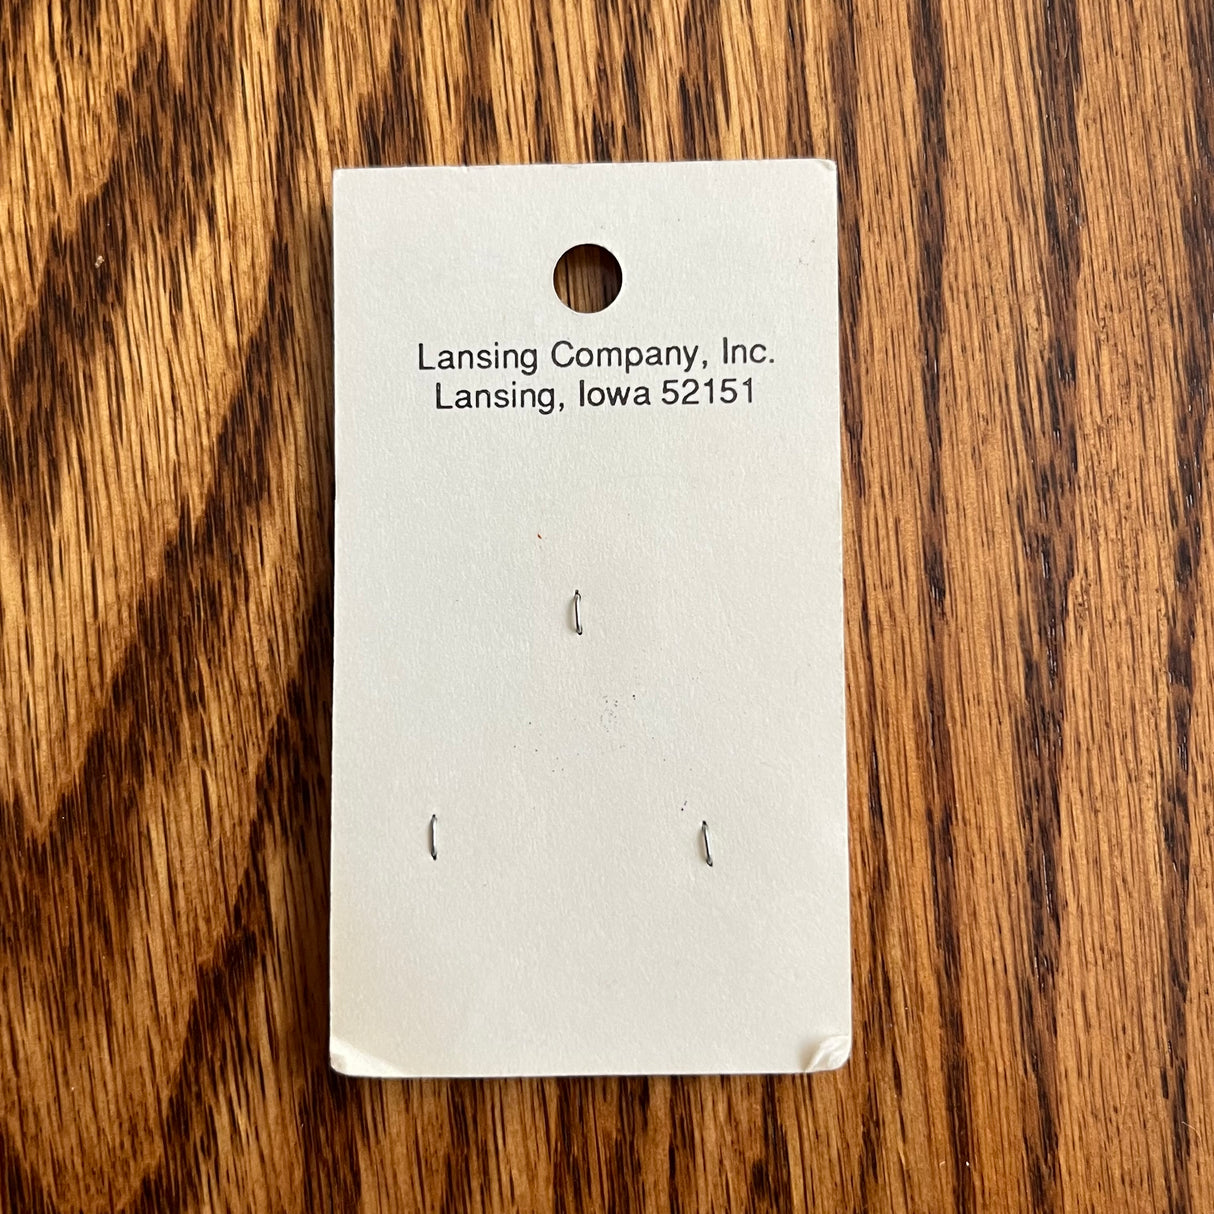 Lansing Company, Inc.
Lansing, Iowa 52151